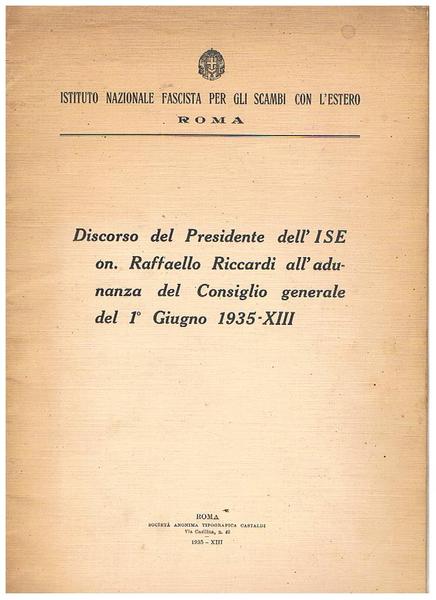 ISTITUTO NAZIONALE FASCISTA PER GLI SCAMBI CON L'ESTERO
ROMA
Discorso del Presidente dell'ISE
on. Raffaello Riccardi all'adu-
nanza del Consiglio generale
del 1° Giugno 1935-XIII
ROMA
SOCIETÀ ANONIMA TIPOGRAFICA CASTALDI
Via Casilina, n. 49
1935 - XIII